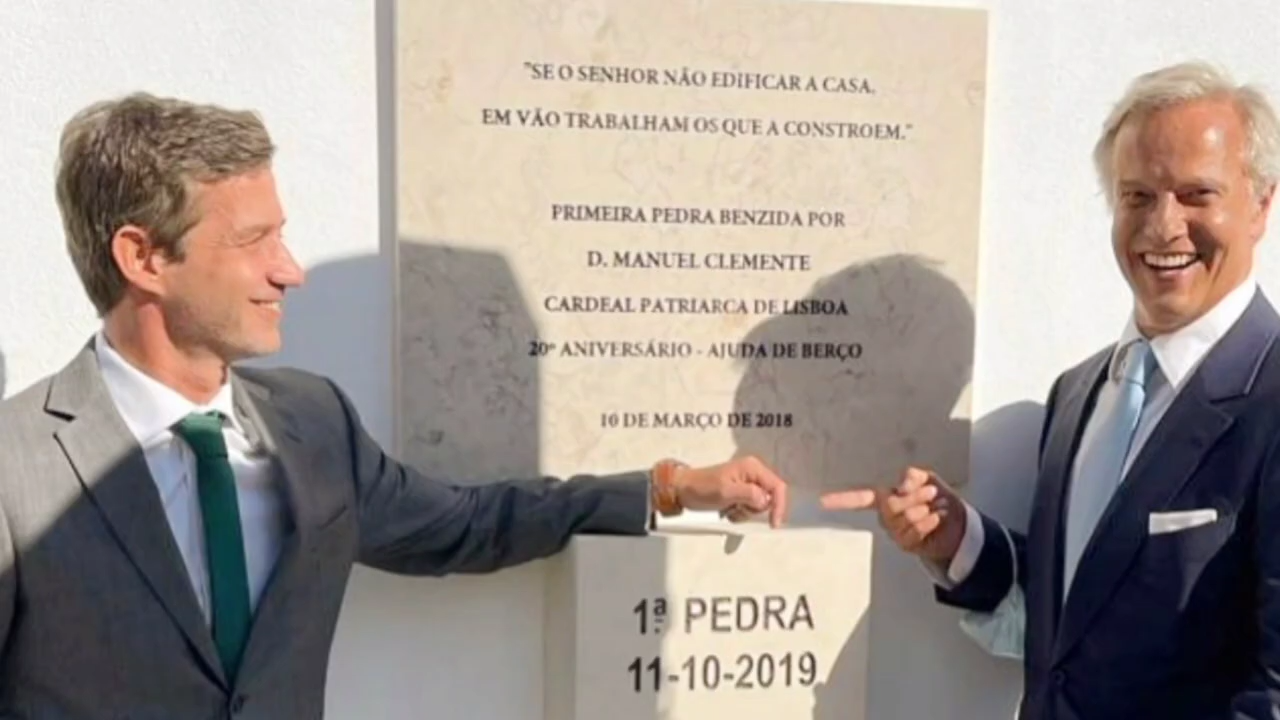 "SE O SENHOR NÃO EDIFICAR A CASA,
EM VÃO TRABALHAM OS QUE A CONSTROEM."
PRIMEIRA PEDRA BENZIDA POR
D. MANUEL CLEMENTE
CARDEAL PATRIARCA DE LISBOA
20º ANIVERSÁRIO - AJUDA DE BERÇO
10 DE MARÇO DE 2018
1ª PEDRA
11-10-2019